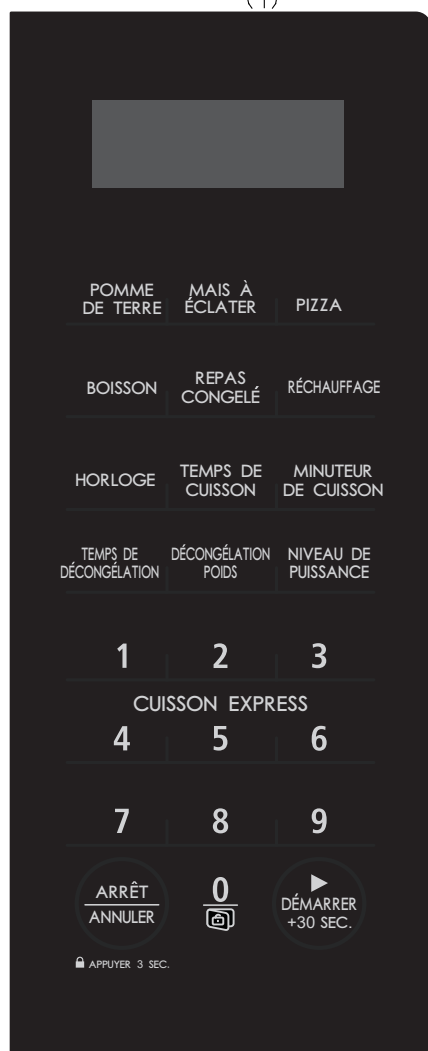 (1)
POMME
DE TERRE
MAIS À
ÉCLATER
PIZZA
BOISSON
REPAS
CONGELÉ
RÉCHAUFFAGE
HORLOGE
TEMPS DE
CUISSON
MINUTEUR
DE CUISSON
TEMPS DE
DÉCONGÉLATION
DÉCONGÉLATION
POIDS
NIVEAU DE
PUISSANCE
1 2 3
CUISSON EXPRESS
4 5 6
7 8 9
ARRÊT
ANNULER
0
DÉMARRER
+30 SEC.
APPUYER 3 SEC.